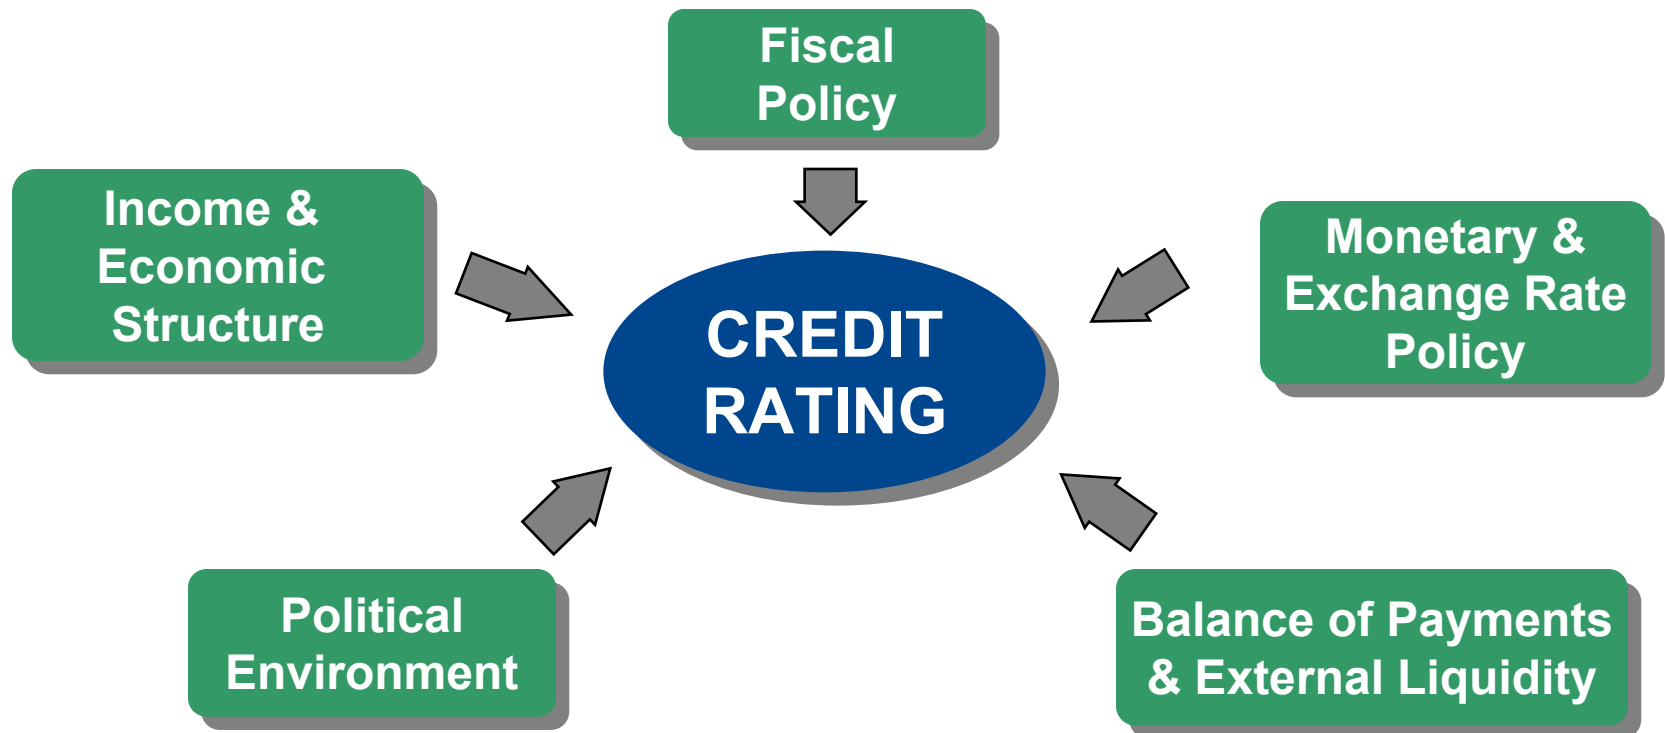 Fiscal
Policy
Income &
Economic
Structure
Monetary &
Exchange Rate
Policy
CREDIT
RATING
Political
Environment
Balance of Payments
& External Liquidity